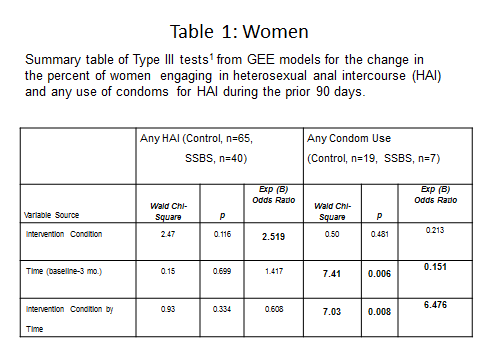 Table 1: Women
Summary table of Type III tests¹ from GEE models for the change in
the percent of women engaging in heterosexual anal intercourse (HAI)
and any use of condoms for HAI during the prior 90 days.
Any HAI (Control, n=65,
SSBS, n=40)
Any Condom Use
(Control, n=19, SSBS, n=7)
Variable Source
Wald Chi-
Square
p
Exp (B)
Odds Ratio
Wald Chi-
Square
p
Exp (B)
Odds Ratio
Intervention Condition 2.47 0.116 2.519 0.50 0.481 0.213
Time (baseline-3 mo.) 0.15 0.699 1.417 7.41 0.006 0.151
Intervention Condition by
Time
0.93 0.334 0.608 7.03 0.008 6.476